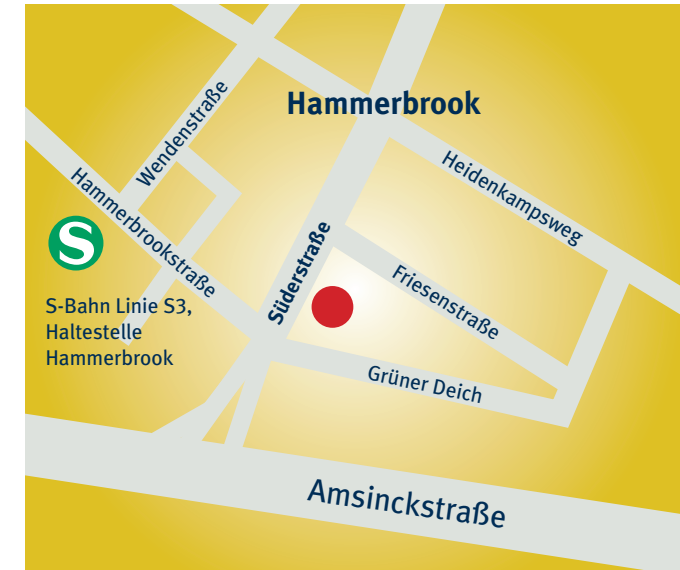 Hammerbrook
Wendenstraße
Heidenkampsweg
Hammerbrookstraße
S
Süderstraße
Friesenstraße
S-Bahn Linie S3,
Haltestelle
Hammerbrook
Grüner Deich
Amsinckstraße